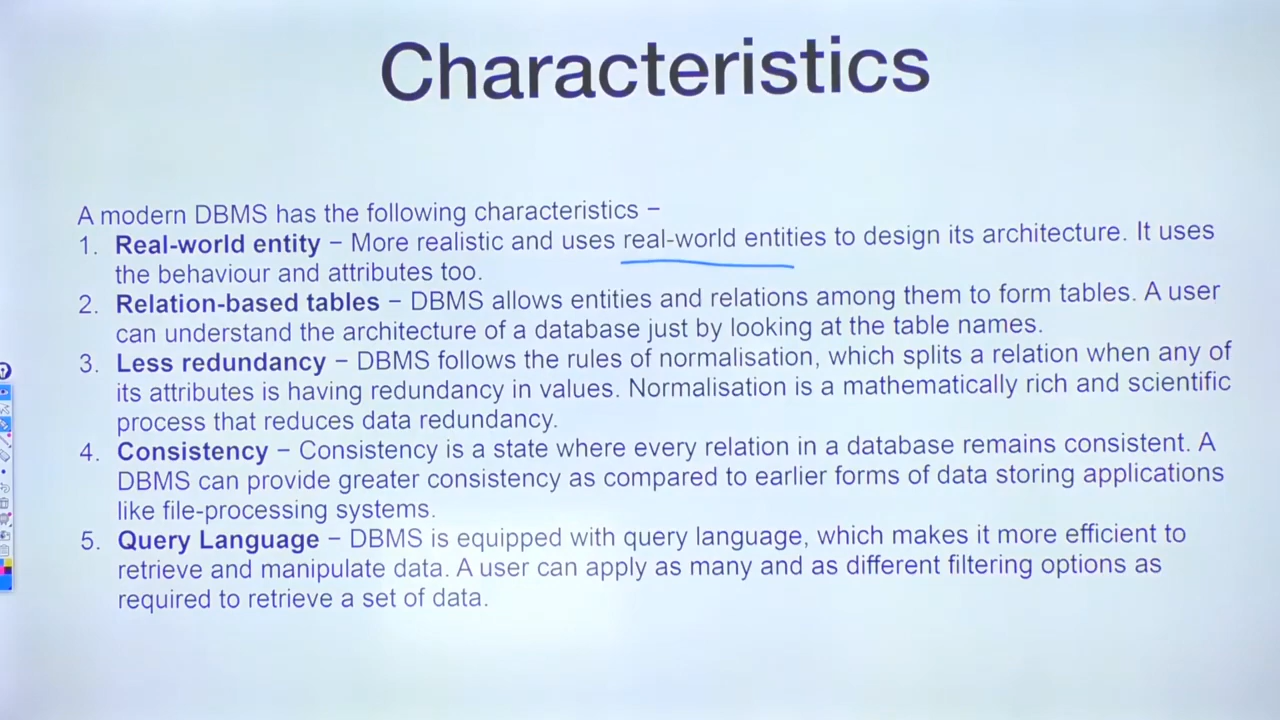 Characteristics
A modern DBMS has the following characteristics –
1. Real-world entity – More realistic and uses real-world entities to design its architecture. It uses
the behaviour and attributes too.
2. Relation-based tables – DBMS allows entities and relations among them to form tables. A user
can understand the architecture of a database just by looking at the table names.
3. Less redundancy – DBMS follows the rules of normalisation, which splits a relation when any of
its attributes is having redundancy in values. Normalisation is a mathematically rich and scientific
process that reduces data redundancy.
4. Consistency – Consistency is a state where every relation in a database remains consistent. A
DBMS can provide greater consistency as compared to earlier forms of data storing applications
like file-processing systems.
5. Query Language – DBMS is equipped with query language, which makes it more efficient to
retrieve and manipulate data. A user can apply as many and as different filtering options as
required to retrieve a set of data.